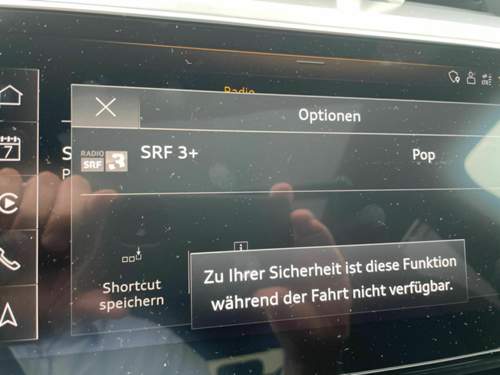 Radio
Optionen
RADIO
SRF 3
SRF 3+
Pop
7
Shortcut
speichern
Zu Ihrer Sicherheit ist diese Funktion
während der Fahrt nicht verfügbar.